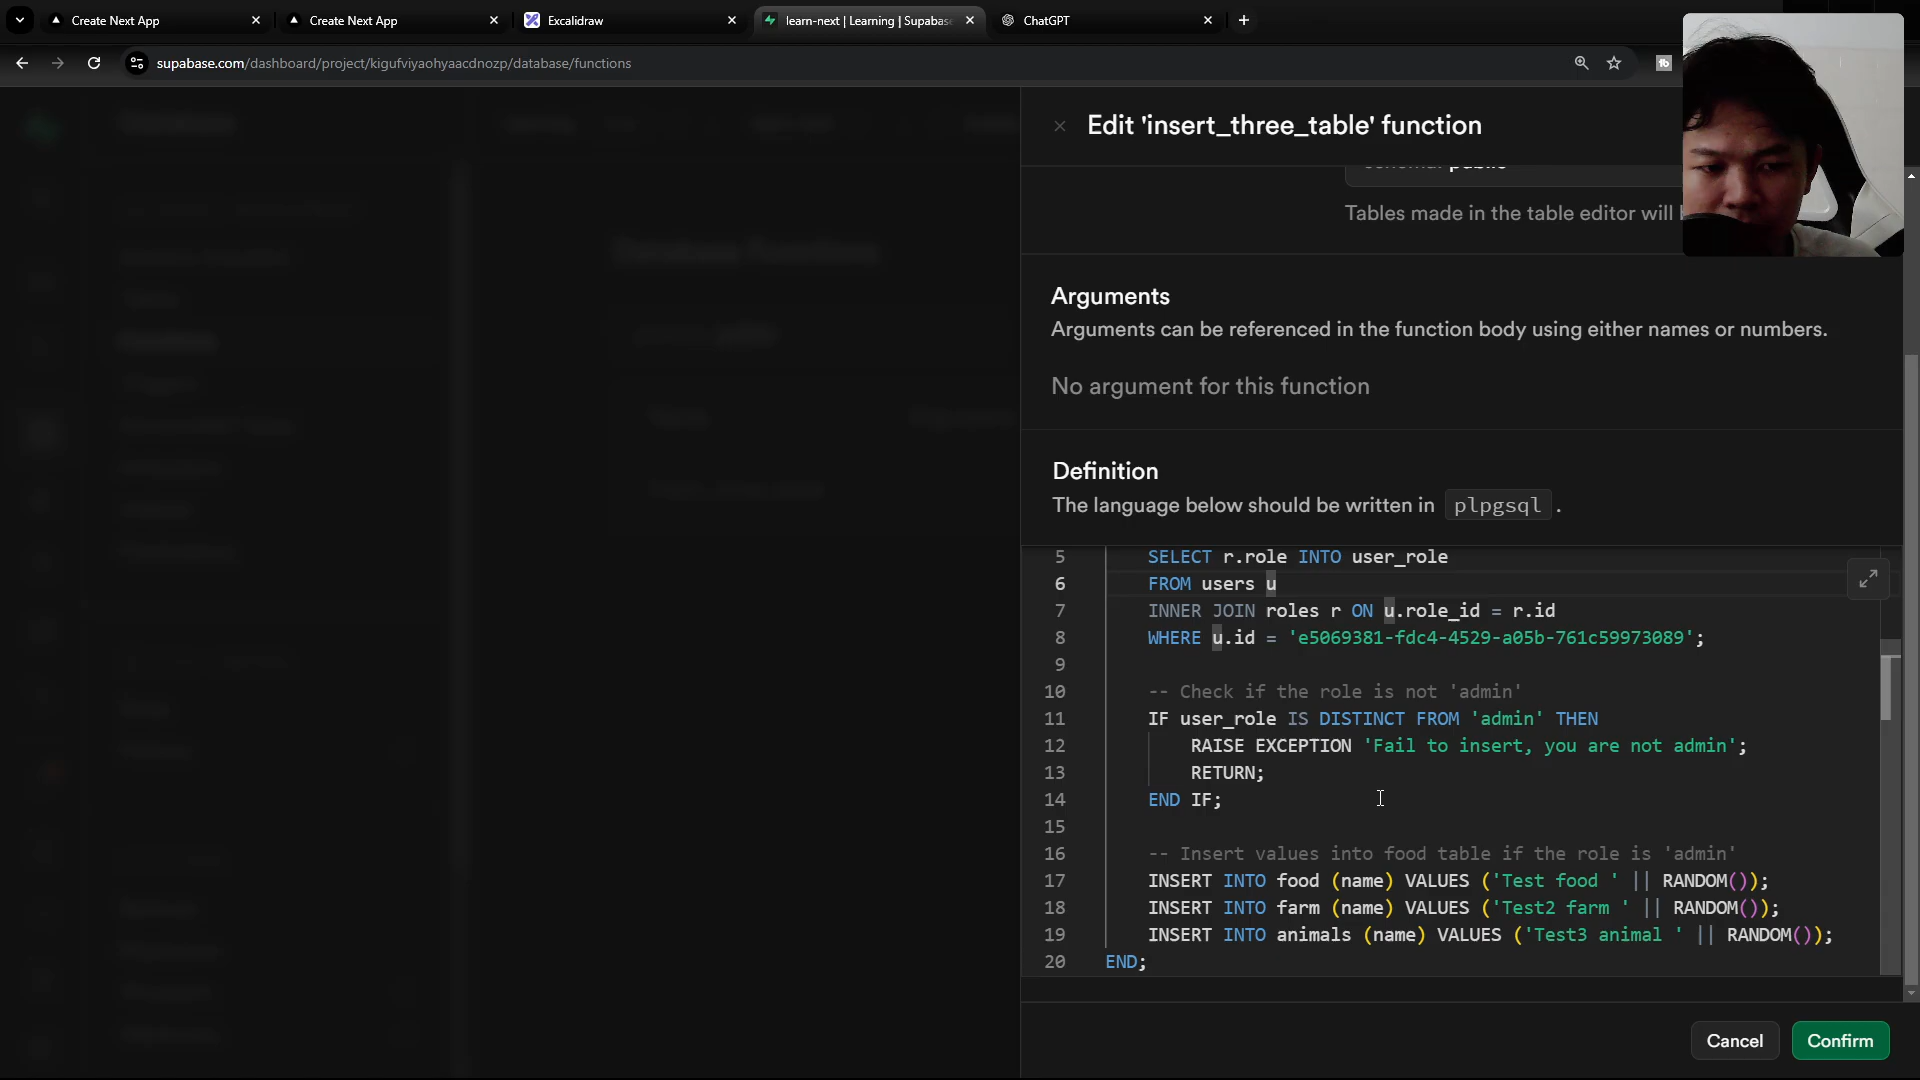 Create Next App
Create Next App
Excalidraw
learn-next | Learning | Supabase
ChatGPT
supabase.com/dashboard/project/kigufviyaohyaacdnozp/database/functions
Edit 'insert_three_table' function
Tables made in the table editor will
Arguments
Arguments can be referenced in the function body using either names or numbers.
No argument for this function
Definition
The language below should be written in plpgsql .
5 SELECT r.role INTO user_role
6 FROM users u
7 INNER JOIN roles r ON u.role_id = r.id
8 WHERE u.id = 'e5069381-fdc4-4529-a05b-761c59973089';
9
10 -- Check if the role is not 'admin'
11 IF user_role IS DISTINCT FROM 'admin' THEN
12 RAISE EXCEPTION 'Fail to insert, you are not admin';
13 RETURN;
14 END IF;
15
16 -- Insert values into food table if the role is 'admin'
17 INSERT INTO food (name) VALUES ('Test food ' || RANDOM());
18 INSERT INTO farm (name) VALUES ('Test2 farm ' || RANDOM());
19 INSERT INTO animals (name) VALUES ('Test3 animal ' || RANDOM());
20 END;
Cancel
Confirm